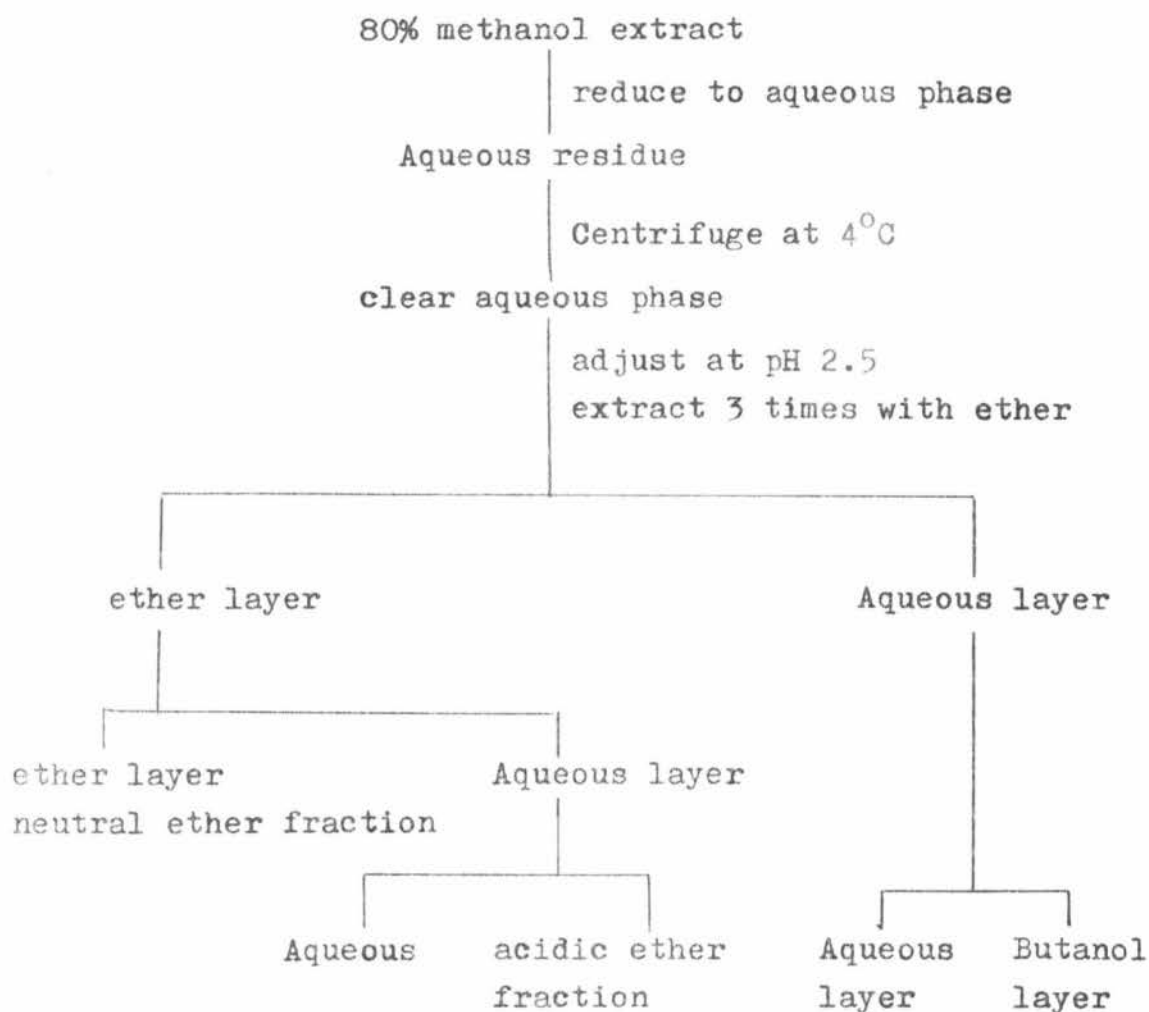 80% methanol extract
reduce to aqueous phase
Aqueous residue
Centrifuge at 4°C
clear aqueous phase
adjust at pH 2.5
extract 3 times with ether
ether layer
Aqueous layer
ether layer
neutral ether fraction
Aqueous layer
Aqueous
acidic ether
fraction
Aqueous
layer
Butanol
layer